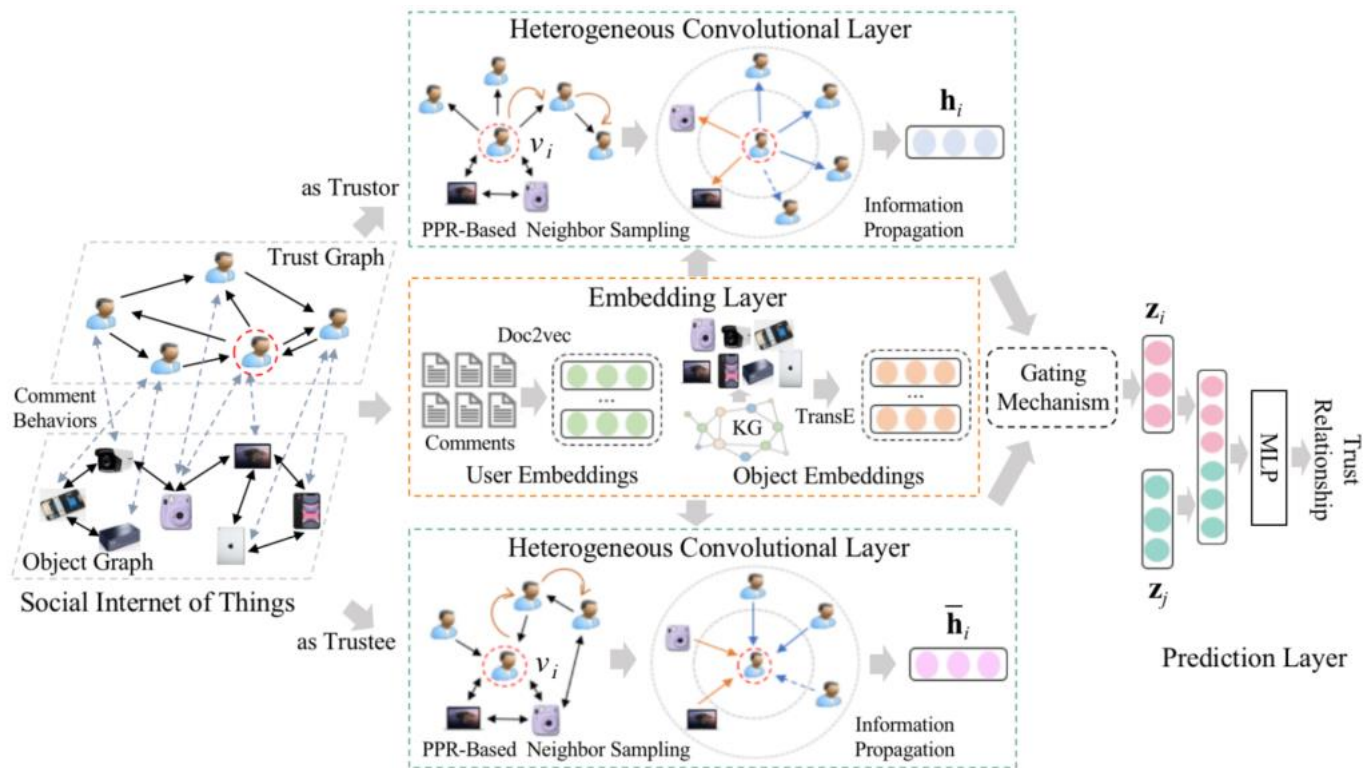 Heterogeneous Convolutional Layer
v_i
PPR-Based Neighbor Sampling
h_i
Information
Propagation
as Trustor
Trust Graph
Comment
Behaviors
Object Graph
Social Internet of Things
as Trustee
Embedding Layer
Doc2vec
...
Comments
User Embeddings
KG
TransE
...
Object Embeddings
Gating
Mechanism
z_i
z_j
MLP
Trust
Relationship
Prediction Layer
Heterogeneous Convolutional Layer
v_i
PPR-Based Neighbor Sampling
h̄_i
Information
Propagation